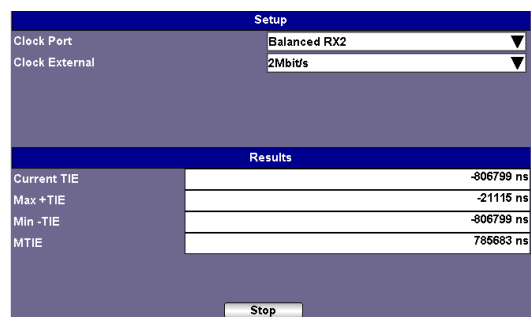 Setup
Clock Port Balanced RX2
Clock External 2Mbit/s
Results
Current TIE -806799 ns
Max +TIE -21115 ns
Min -TIE -806799 ns
MTIE 785683 ns
Stop